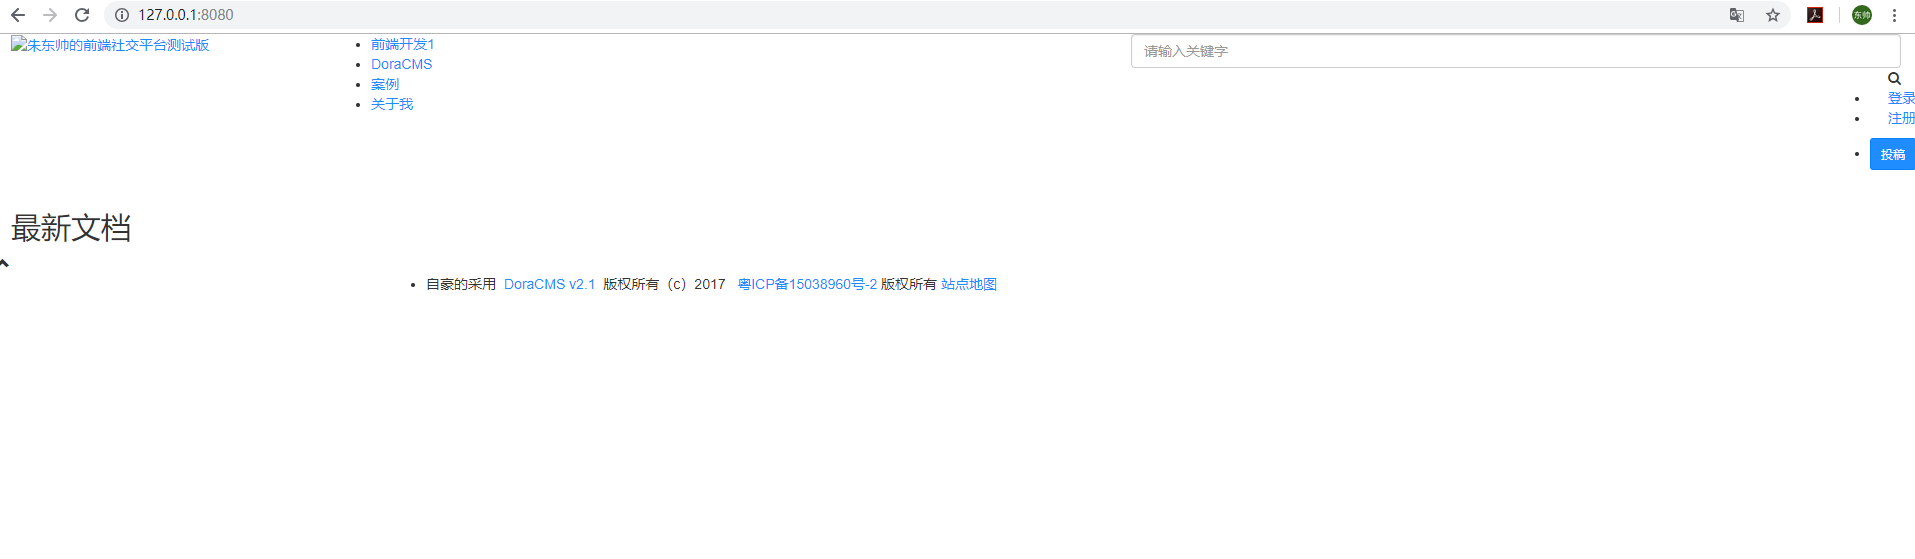 127.0.0.1:8080
东帅
朱东帅的前端社交平台测试版
前端开发1
DoraCMS
案例
关于我
请输入关键字
登录
注册
投稿
最新文档
自豪的采用 DoraCMS v2.1 版权所有（c）2017 粤ICP备15038960号-2 版权所有 站点地图